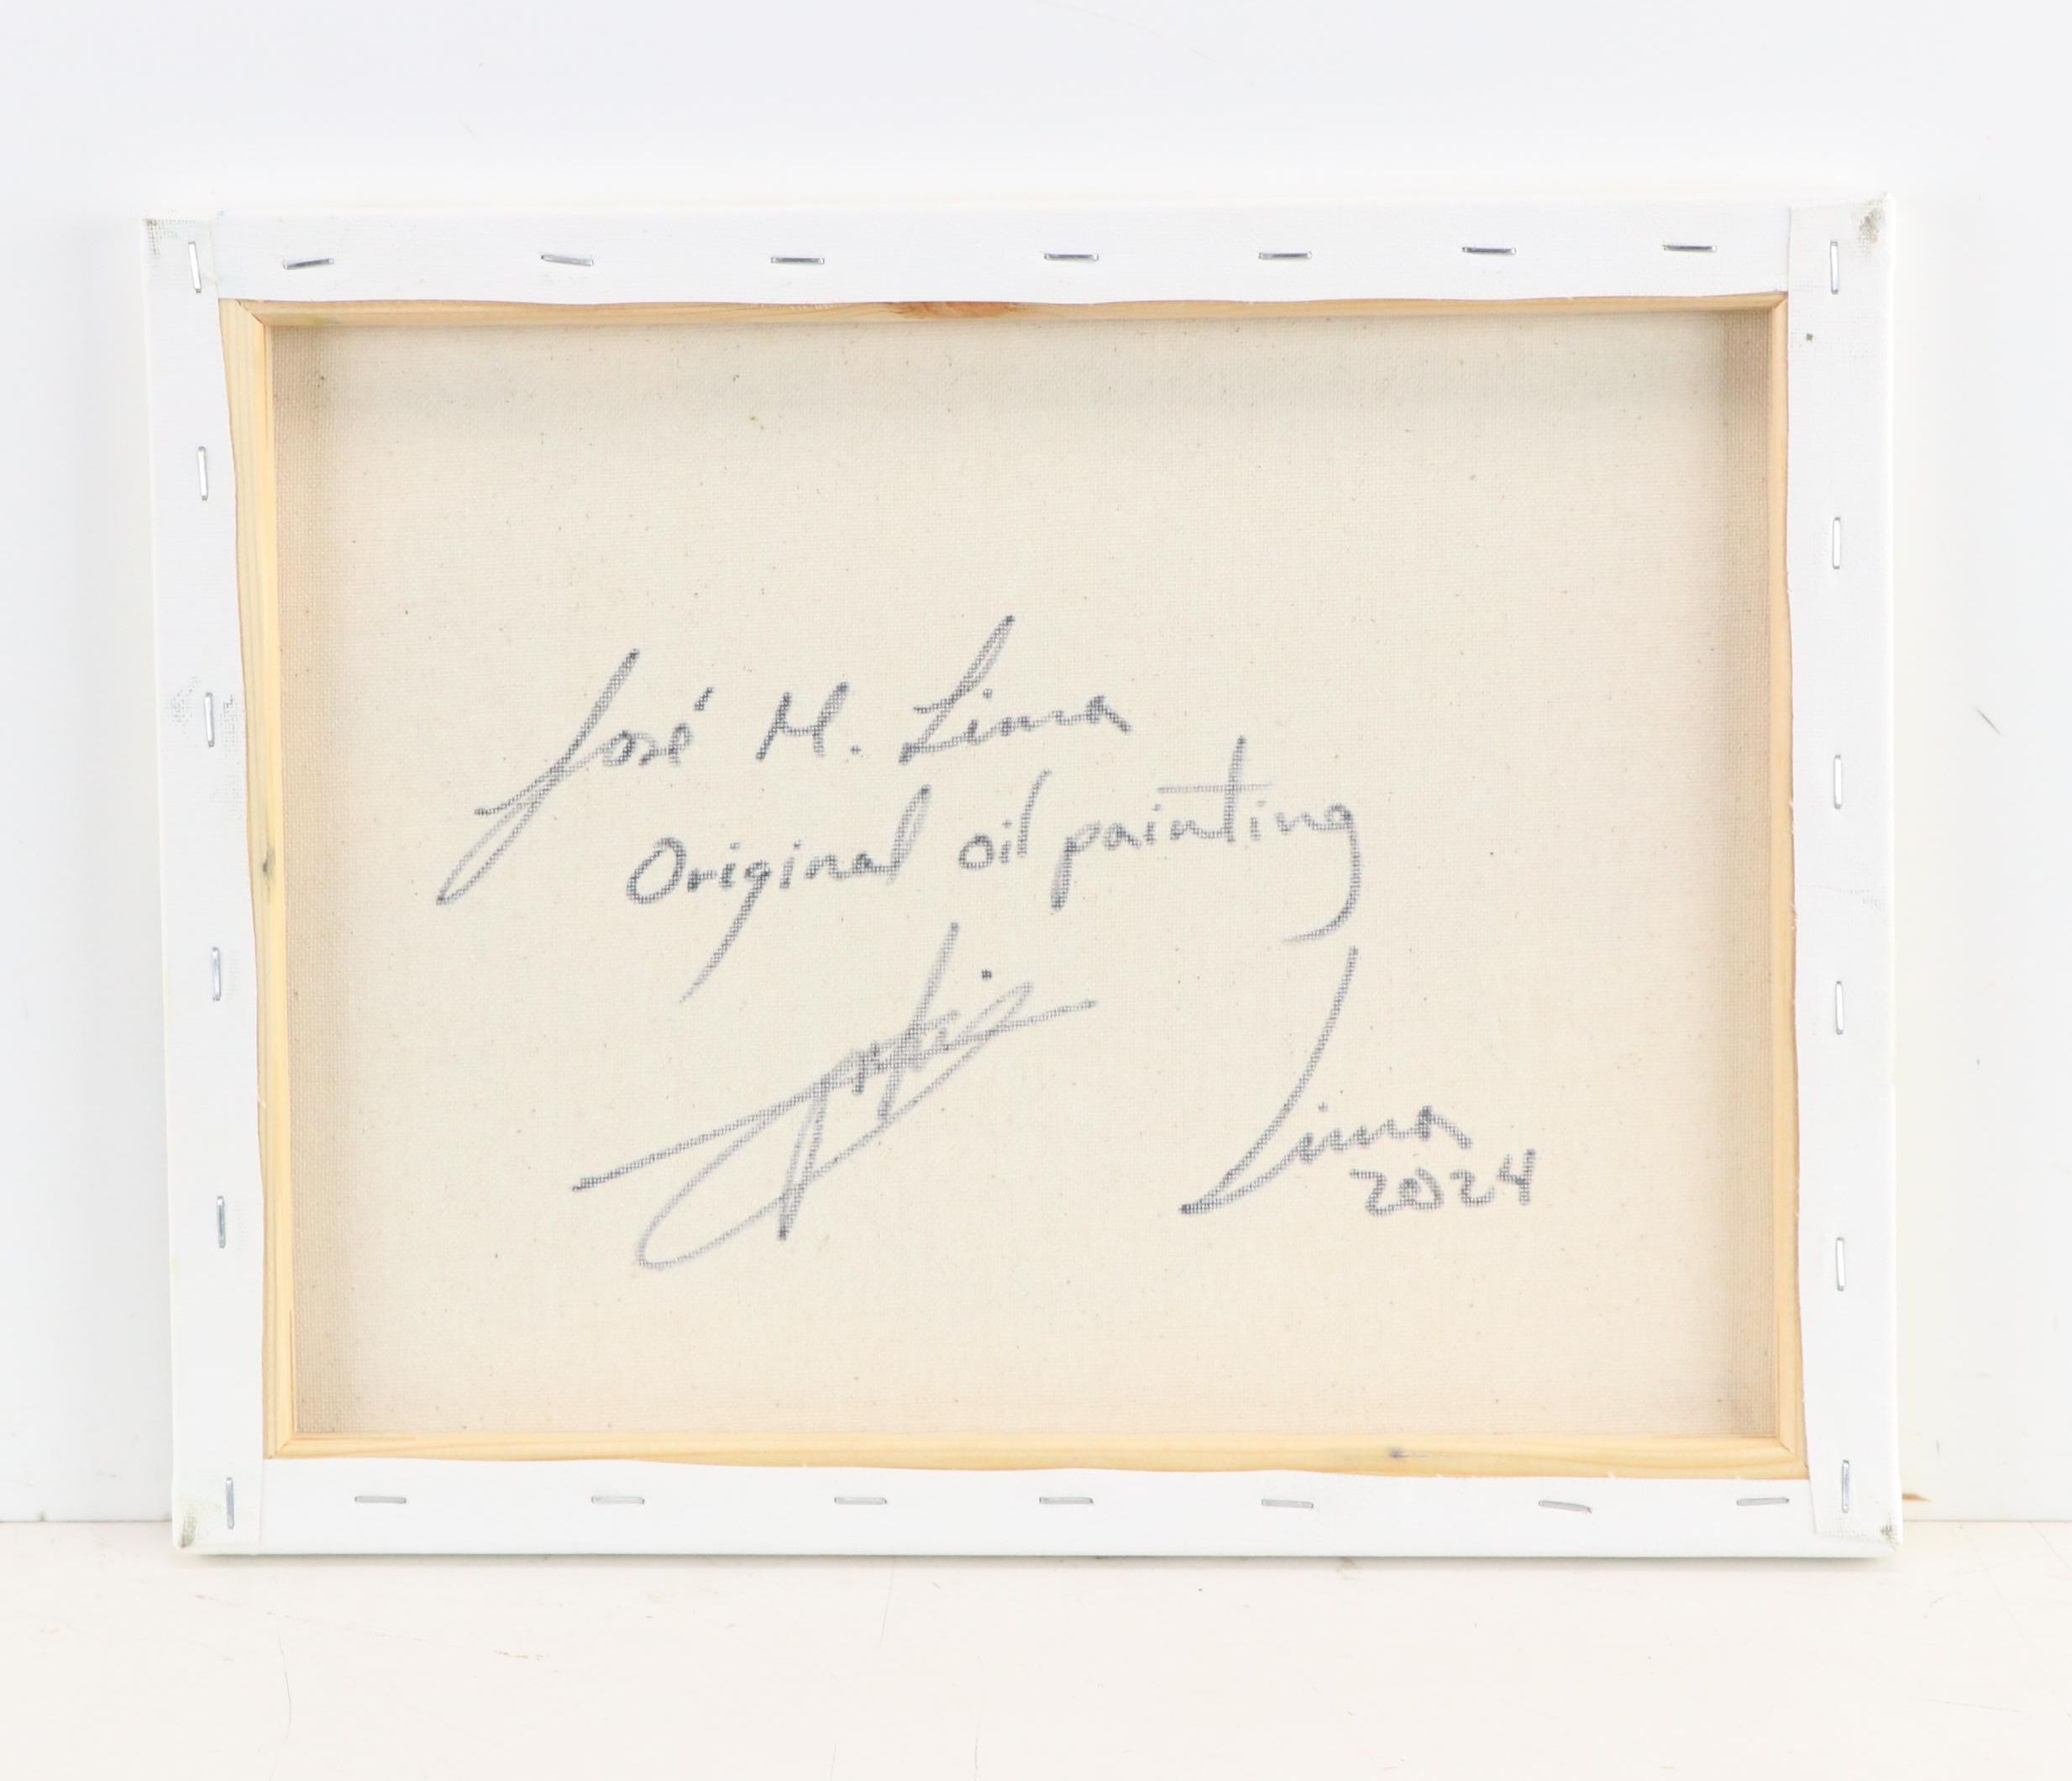 José M. Lima
Original oil painting
Lima
2024